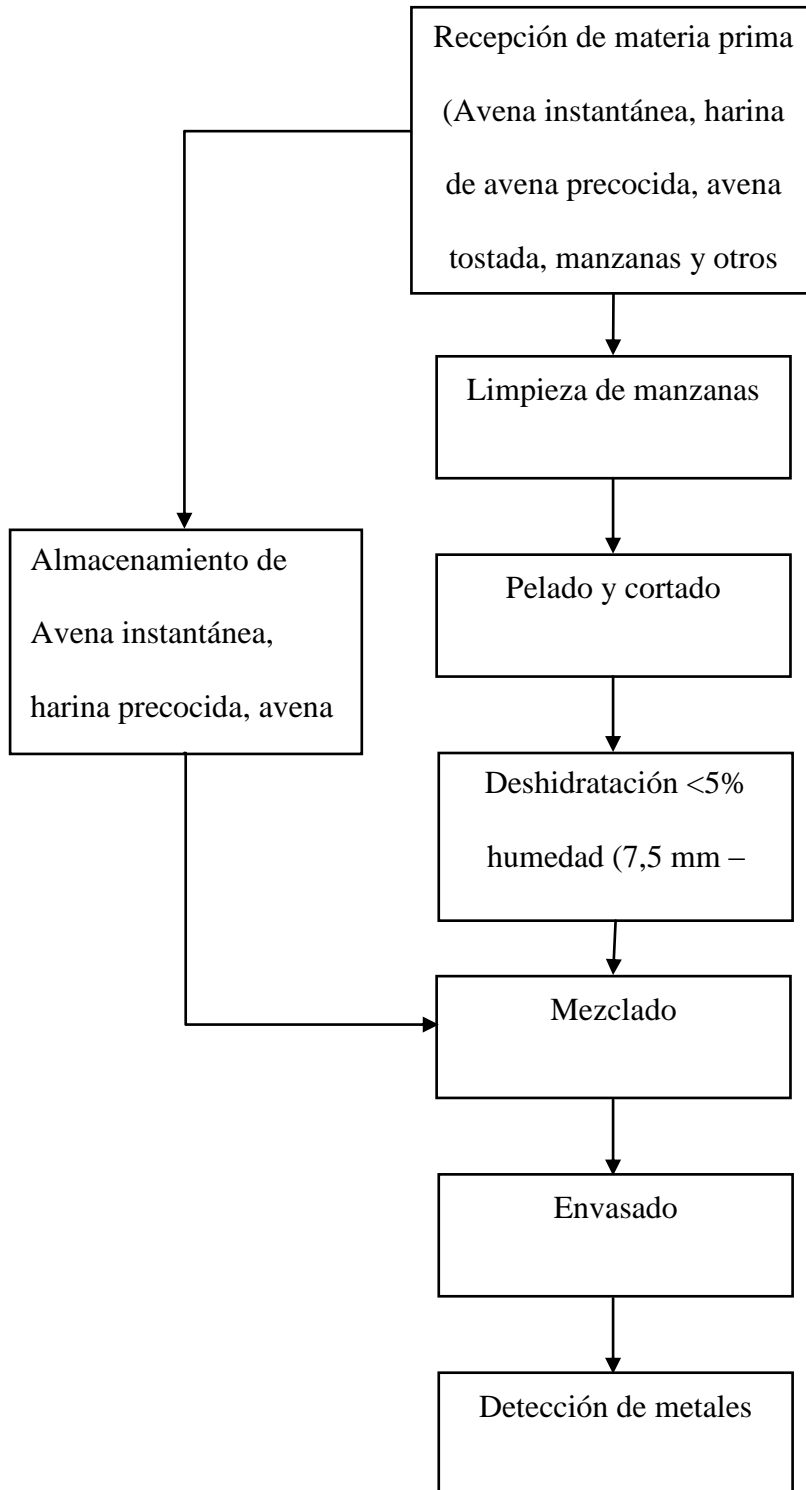 Recepción de materia prima
(Avena instantánea, harina
de avena precocida, avena
tostada, manzanas y otros
Limpieza de manzanas
Almacenamiento de
Avena instantánea,
harina precocida, avena
Pelado y cortado
Deshidratación <5%
humedad (7,5 mm –
Mezclado
Envasado
Detección de metales